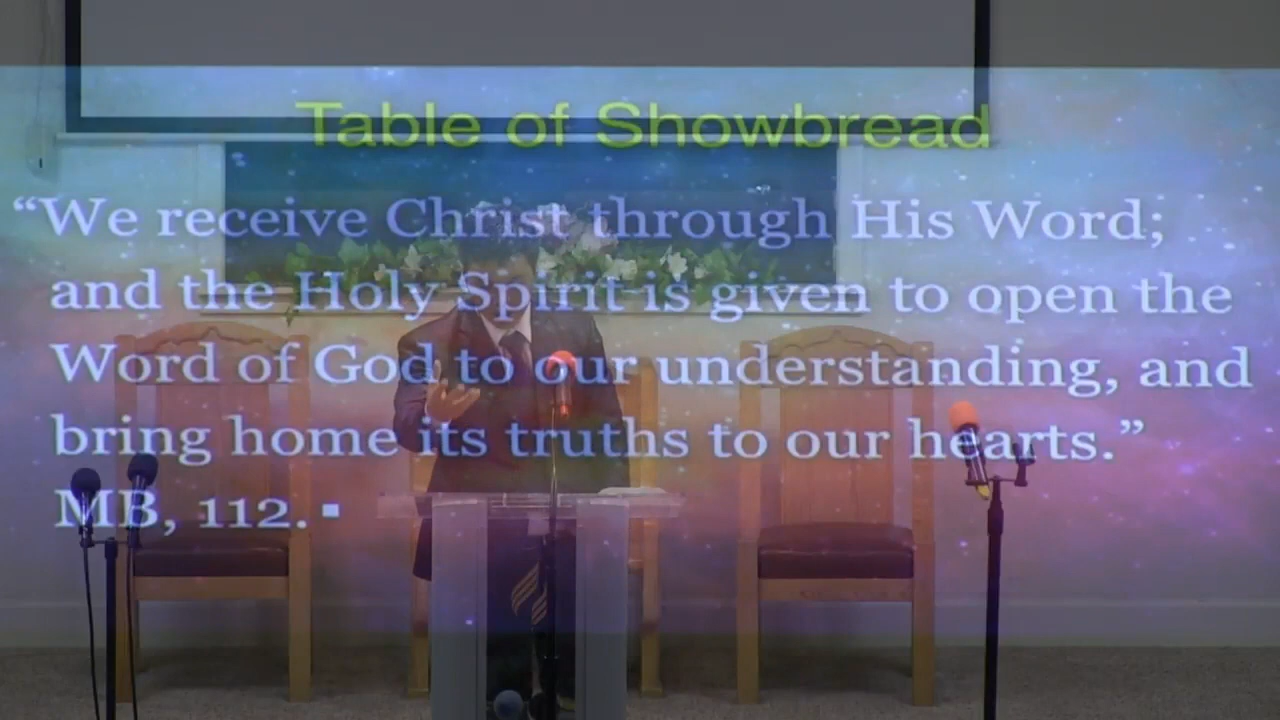 Table of Showbread
“We receive Christ through His Word;
and the Holy Spirit is given to open the
Word of God to our understanding, and
bring home its truths to our hearts.”
MB, 112. ▪